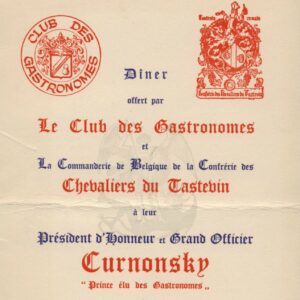 CLUB DES
GASTRONOMES
Dîner
offert par
Le Club des Gastronomes
et
La Commanderie de Belgique de la Confrérie des
Chevaliers du Tastevin
à leur
Président d'Honneur et Grand Officier
Curnonsky
" Prince élu des Gastronomes "